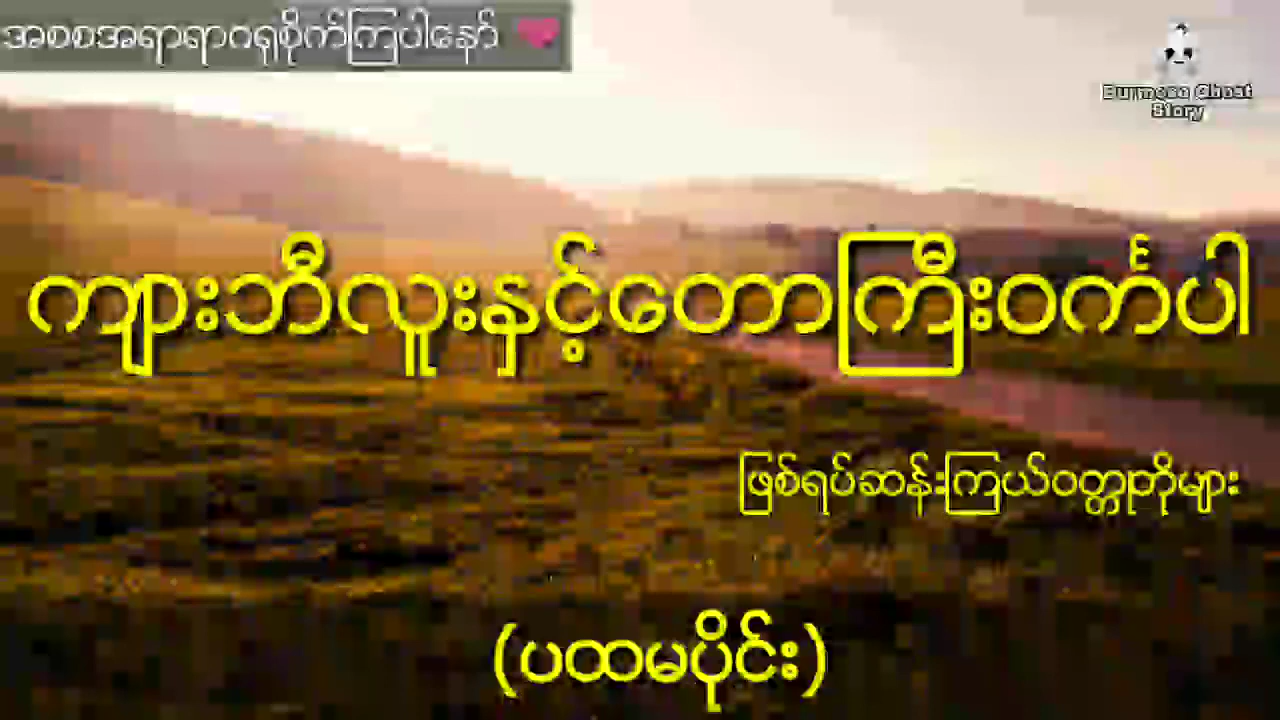 အစစအရာရာဂရုစိုက်ကြပါနော် 💗
Burmese Ghost
Story
ကျားဘီလူးနှင့်တောကြီးဝင်္ကပါ
ဖြစ်ရပ်ဆန်းကြယ်ဝတ္တုတိုများ
(ပထမပိုင်း)